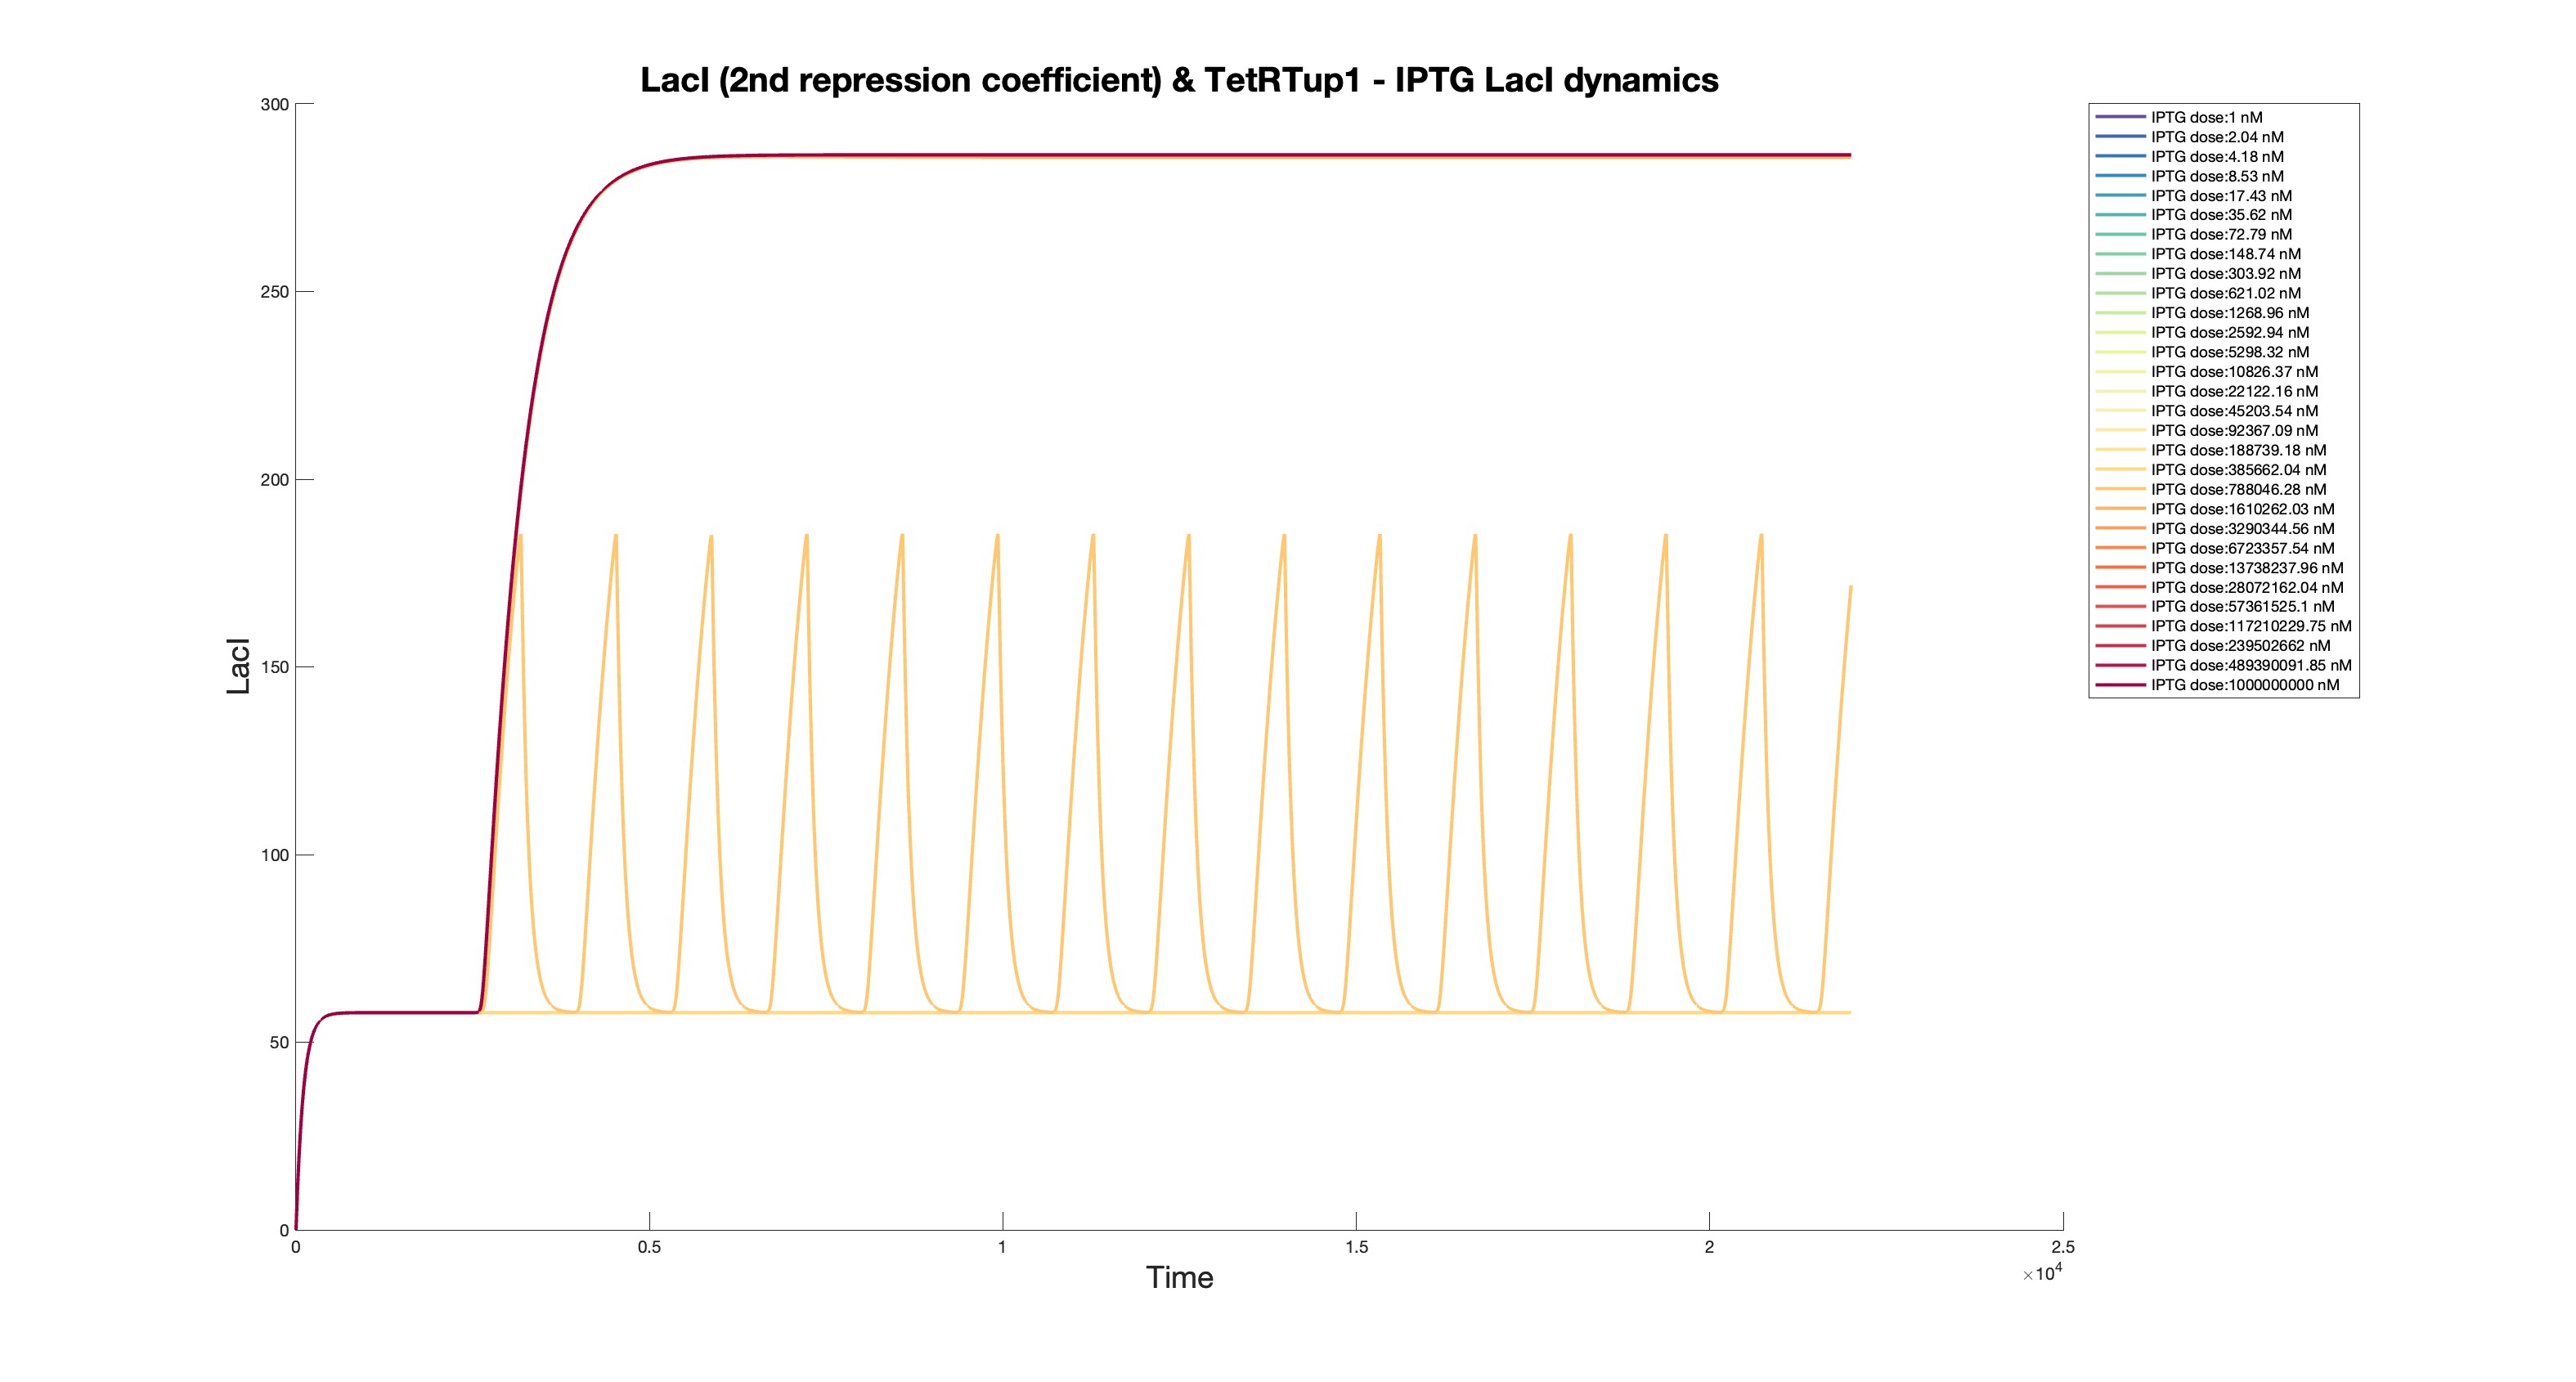 LacI (2nd repression coefficient) & TetRTup1 - IPTG LacI dynamics
300
250
200
150
100
50
0
LacI
0
0.5
1
1.5
2
2.5
×10⁴
Time
IPTG dose:1 nM
IPTG dose:2.04 nM
IPTG dose:4.18 nM
IPTG dose:8.53 nM
IPTG dose:17.43 nM
IPTG dose:35.62 nM
IPTG dose:72.79 nM
IPTG dose:148.74 nM
IPTG dose:303.92 nM
IPTG dose:621.02 nM
IPTG dose:1268.96 nM
IPTG dose:2592.94 nM
IPTG dose:5298.32 nM
IPTG dose:10826.37 nM
IPTG dose:22122.16 nM
IPTG dose:45203.54 nM
IPTG dose:92367.09 nM
IPTG dose:188739.18 nM
IPTG dose:385662.04 nM
IPTG dose:788046.28 nM
IPTG dose:1610262.03 nM
IPTG dose:3290344.56 nM
IPTG dose:6723357.54 nM
IPTG dose:13738237.96 nM
IPTG dose:28072162.04 nM
IPTG dose:57361525.1 nM
IPTG dose:117210229.75 nM
IPTG dose:239502662 nM
IPTG dose:489390091.85 nM
IPTG dose:1000000000 nM